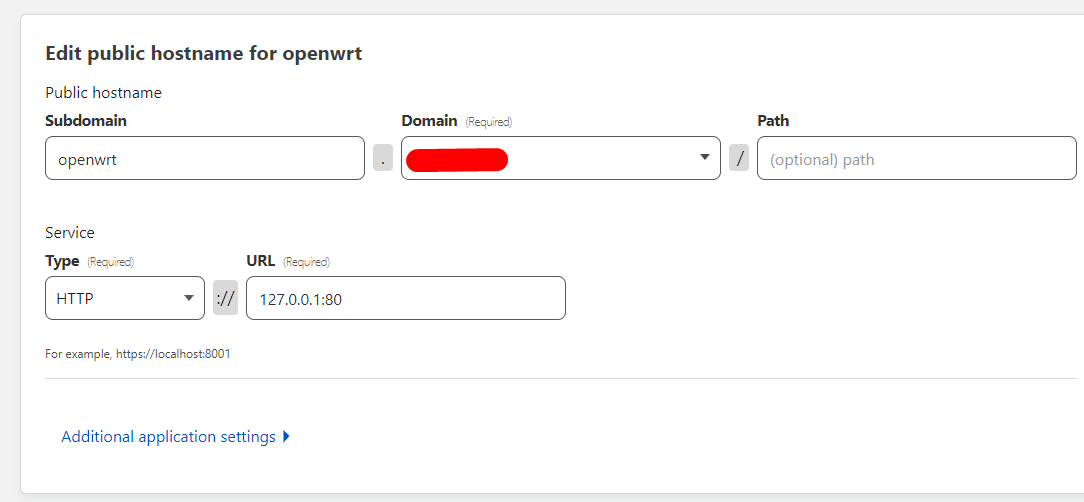 Edit public hostname for openwrt
Public hostname
Subdomain Domain (Required) Path
openwrt . / (optional) path
Service
Type (Required) URL (Required)
HTTP :// 127.0.0.1:80
For example, https://localhost:8001
Additional application settings